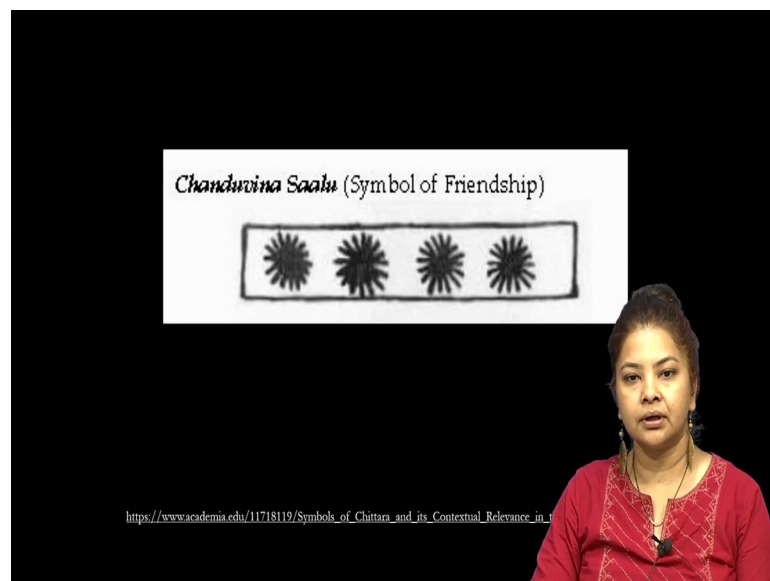 Chanduvina Saalu (Symbol of Friendship)
https://www.academia.edu/11718119/Symbols_of_Chittara_and_its_Contextual_Relevance_in_t